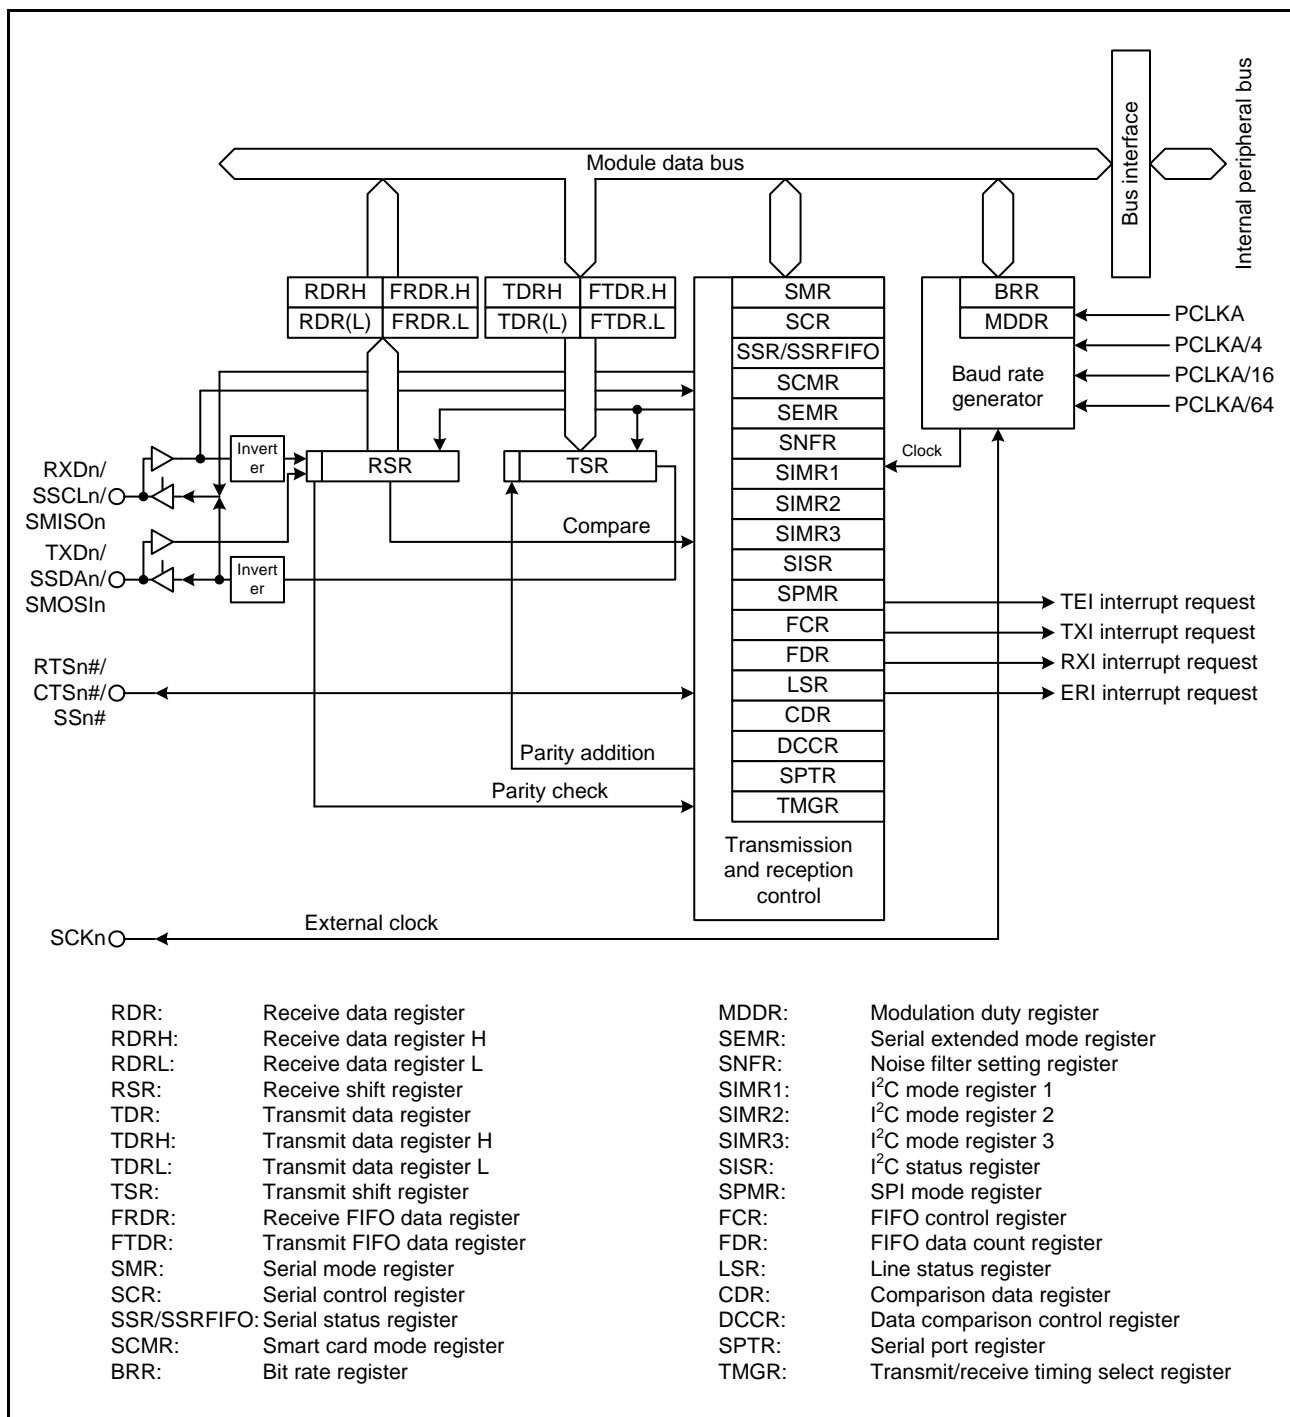 Module data bus
Bus interface
Internal peripheral bus
RDRH
FRDR.H
RDR(L)
FRDR.L
TDRH
FTDR.H
TDR(L)
FTDR.L
SMR
SCR
SSR/SSRFIFO
SCMR
SEMR
SNFR
SIMR1
SIMR2
SIMR3
SISR
SPMR
FCR
FDR
LSR
CDR
DCCR
SPTR
TMGR
Transmission
and reception
control
BRR
MDDR
Baud rate
generator
PCLKA
PCLKA/4
PCLKA/16
PCLKA/64
Clock
RXDn/
SSCLn/
SMISOn
Invert
er
RSR
TSR
Compare
TXDn/
SSDAn/
SMOSIn
Invert
er
TEI interrupt request
TXI interrupt request
RXI interrupt request
ERI interrupt request
RTSn#/
CTSn#/
SSn#
Parity addition
Parity check
External clock
SCKn
RDR: Receive data register
RDRH: Receive data register H
RDRL: Receive data register L
RSR: Receive shift register
TDR: Transmit data register
TDRH: Transmit data register H
TDRL: Transmit data register L
TSR: Transmit shift register
FRDR: Receive FIFO data register
FTDR: Transmit FIFO data register
SMR: Serial mode register
SCR: Serial control register
SSR/SSRFIFO: Serial status register
SCMR: Smart card mode register
BRR: Bit rate register
MDDR: Modulation duty register
SEMR: Serial extended mode register
SNFR: Noise filter setting register
SIMR1: I²C mode register 1
SIMR2: I²C mode register 2
SIMR3: I²C mode register 3
SISR: I²C status register
SPMR: SPI mode register
FCR: FIFO control register
FDR: FIFO data count register
LSR: Line status register
CDR: Comparison data register
DCCR: Data comparison control register
SPTR: Serial port register
TMGR: Transmit/receive timing select register